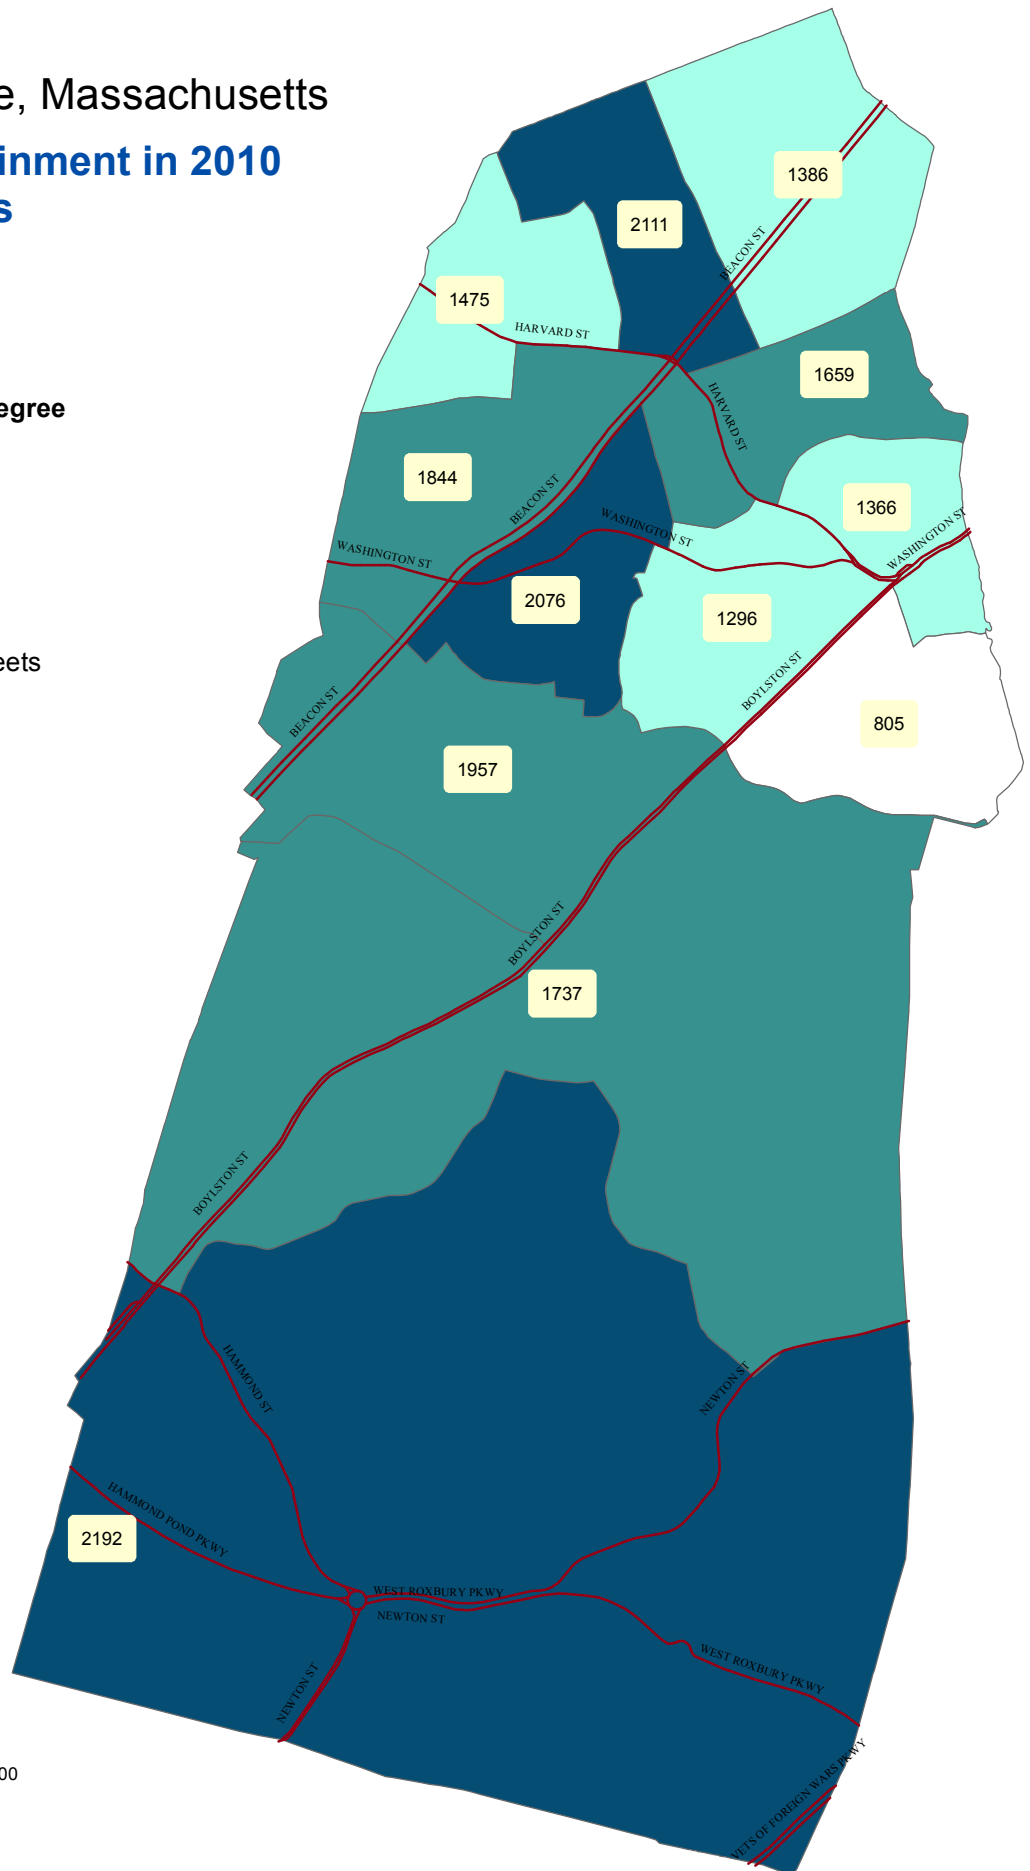 e, Massachusetts
inment in 2010
s
egree
eets
00
1386
2111
BEACON ST
1475
HARVARD ST
1659
HARVARD ST
1844
BEACON ST
1366
WASHINGTON ST
WASHINGTON ST
WASHINGTON ST
2076
1296
BOYLSTON ST
BEACON ST
805
1957
BOYLSTON ST
1737
BOYLSTON ST
HAMMOND ST
NEWTON ST
HAMMOND POND PKWY
2192
WEST ROXBURY PKWY
NEWTON ST
WEST ROXBURY PKWY
NEWTON ST
VETS OF FOREIGN WARS PKWY